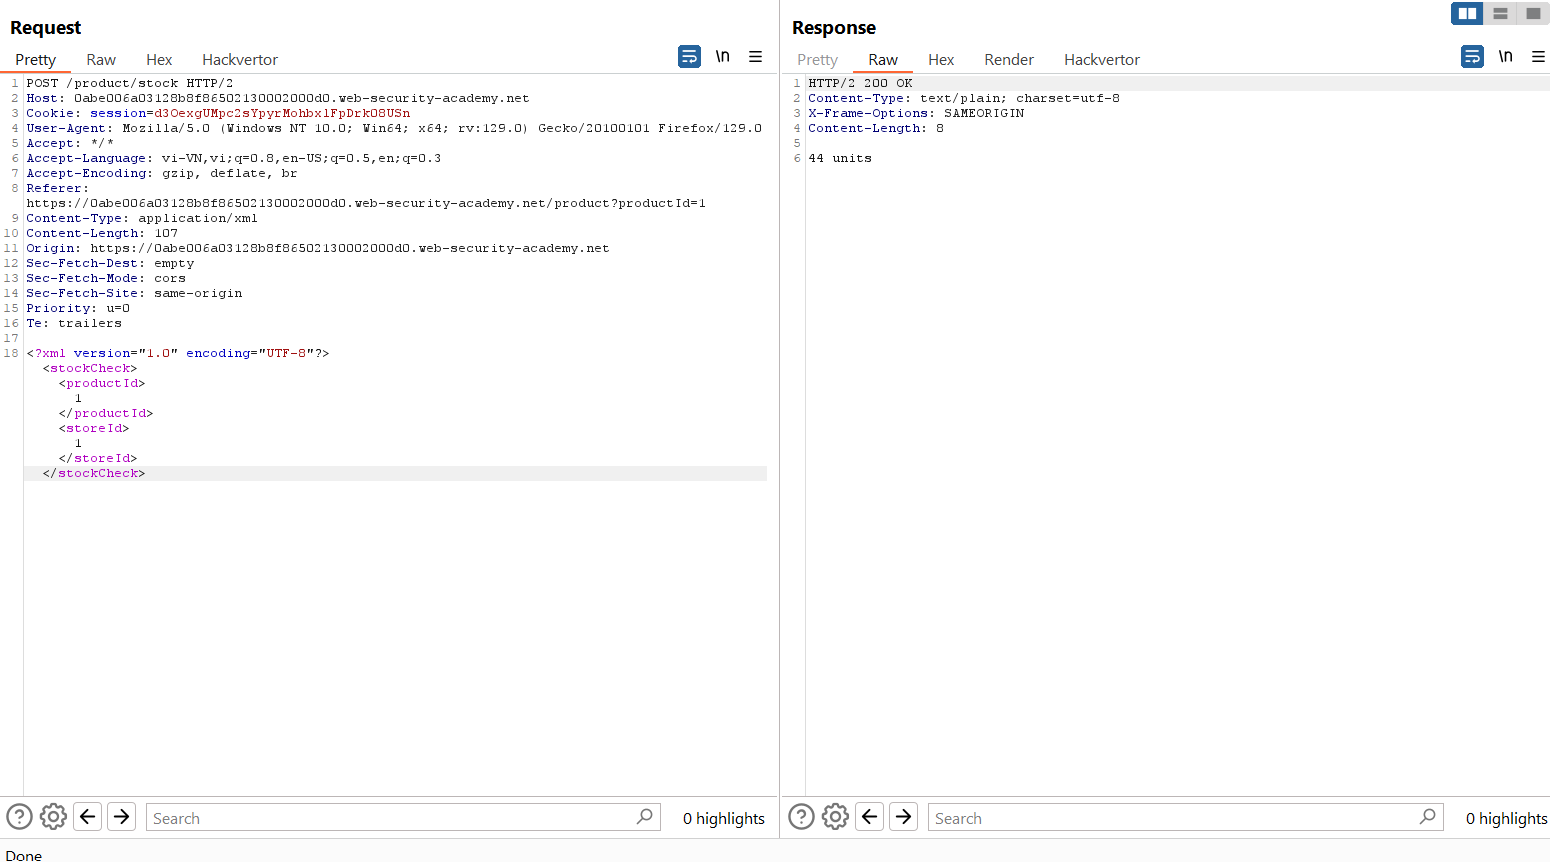 Request
Pretty Raw Hex Hackvertor \n
1 POST /product/stock HTTP/2
2 Host: 0abe006a03128b8f86502130002000d0.web-security-academy.net
3 Cookie: session=d3OexgUMpc2sYpyrMohbx1FpDrk08USn
4 User-Agent: Mozilla/5.0 (Windows NT 10.0; Win64; x64; rv:129.0) Gecko/20100101 Firefox/129.0
5 Accept: */*
6 Accept-Language: vi-VN,vi;q=0.8,en-US;q=0.5,en;q=0.3
7 Accept-Encoding: gzip, deflate, br
8 Referer:
https://0abe006a03128b8f86502130002000d0.web-security-academy.net/product?productId=1
9 Content-Type: application/xml
10 Content-Length: 107
11 Origin: https://0abe006a03128b8f86502130002000d0.web-security-academy.net
12 Sec-Fetch-Dest: empty
13 Sec-Fetch-Mode: cors
14 Sec-Fetch-Site: same-origin
15 Priority: u=0
16 Te: trailers
17
18 <?xml version="1.0" encoding="UTF-8"?>
<stockCheck>
<productId>
1
</productId>
<storeId>
1
</storeId>
</stockCheck>
Search
0 highlights
Done
Response
Pretty Raw Hex Render Hackvertor \n
1 HTTP/2 200 OK
2 Content-Type: text/plain; charset=utf-8
3 X-Frame-Options: SAMEORIGIN
4 Content-Length: 8
5
6 44 units
Search
0 highlights